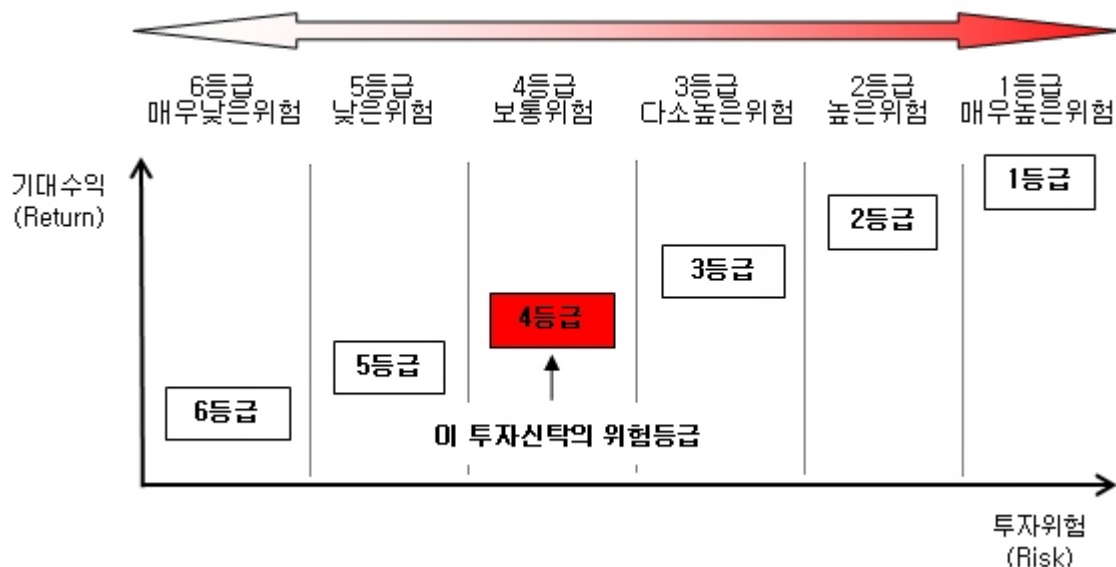 6등급
매우낮은위험
5등급
낮은위험
4등급
보통위험
3등급
다소높은위험
2등급
높은위험
1등급
매우높은위험
기대수익
(Return)
1등급
2등급
3등급
4등급
5등급
6등급
이 투자신탁의 위험등급
투자위험
(Risk)